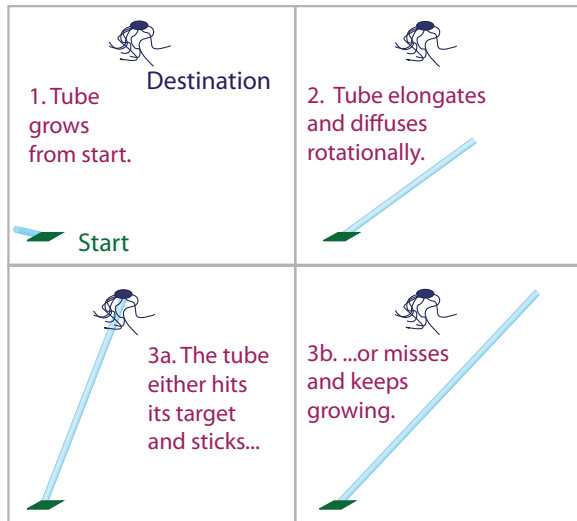 Destination
1. Tube
grows
from start.
Start
2. Tube elongates
and diffuses
rotationally.
3a. The tube
either hits
its target
and sticks...
3b. ...or misses
and keeps
growing.